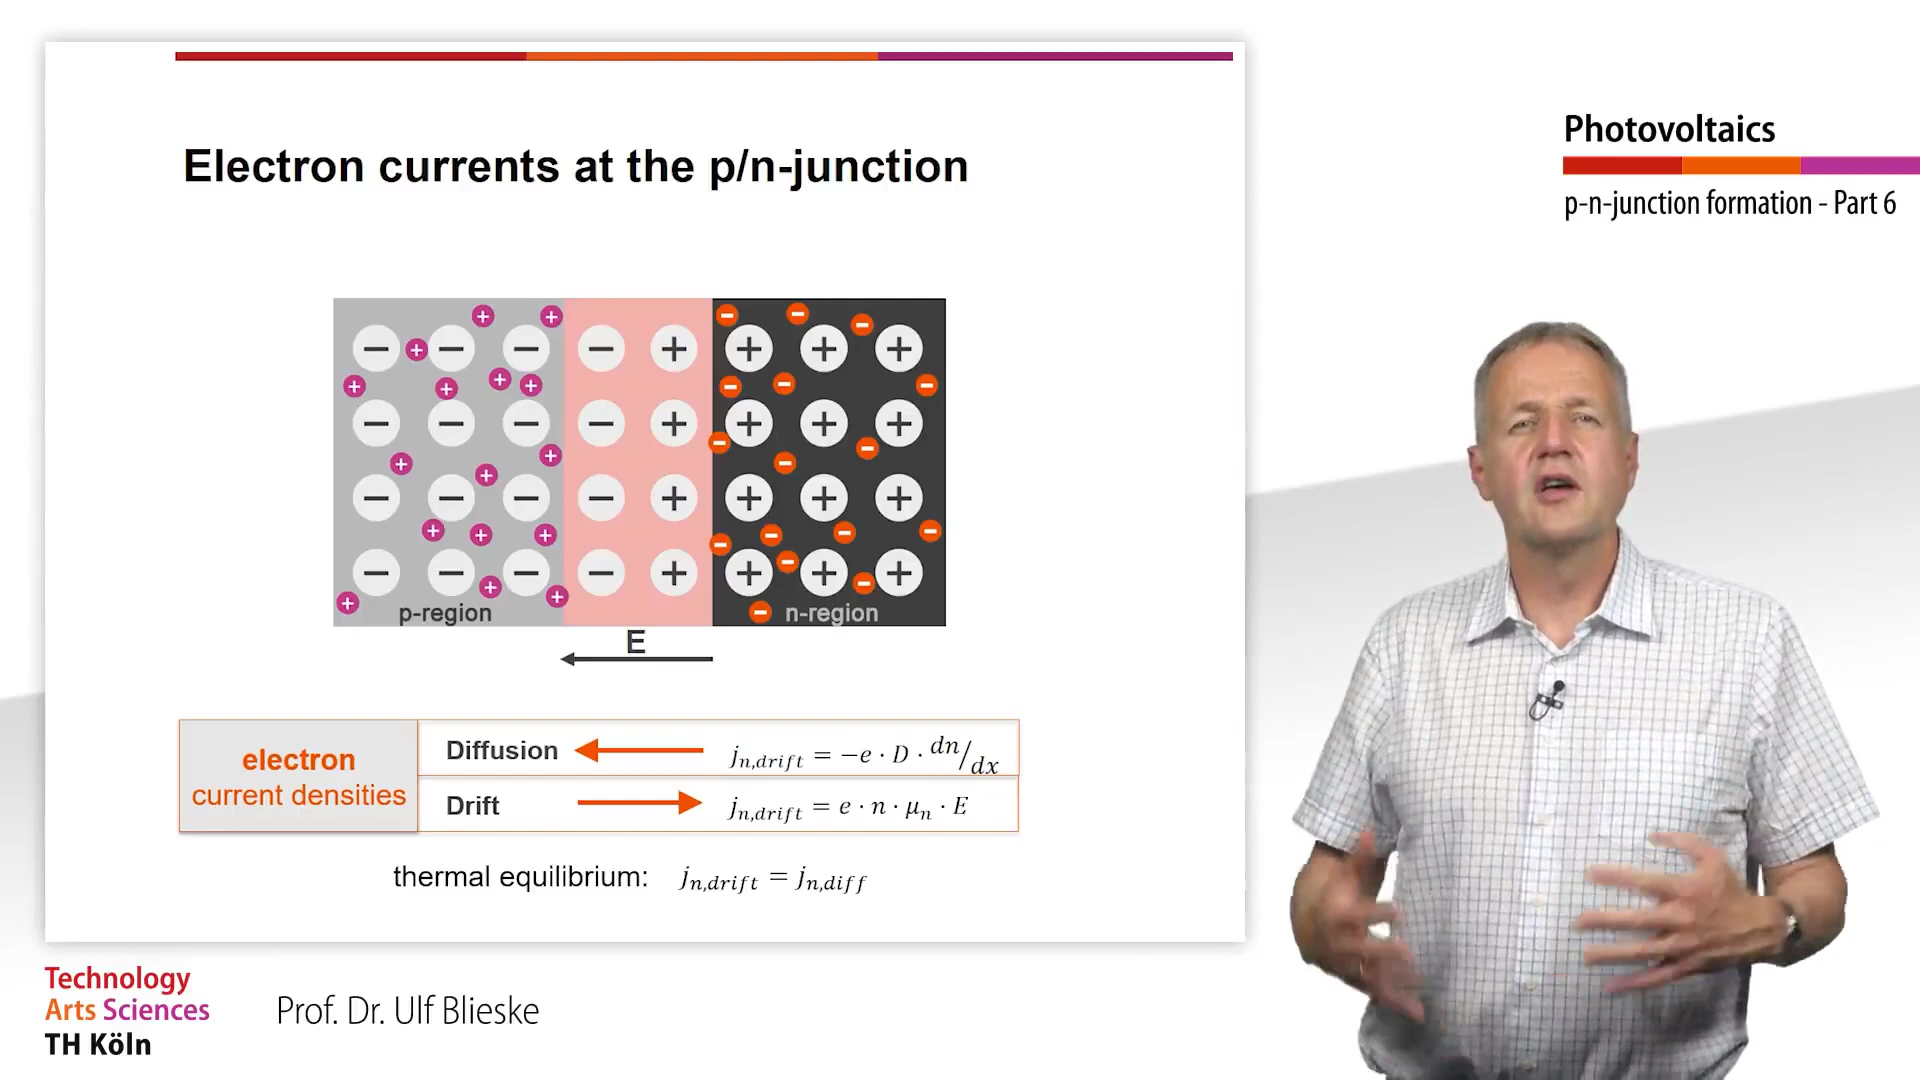 Electron currents at the p/n-junction
Photovoltaics
p-n-junction formation - Part 6
p-region
n-region
E
electron
current densities
Diffusion
j_{n,drift} = −e · D · dn/dx
Drift
j_{n,drift} = e · n · μ_n · E
thermal equilibrium: j_{n,drift} = j_{n,diff}
Technology
Arts Sciences
TH Köln
Prof. Dr. Ulf Blieske